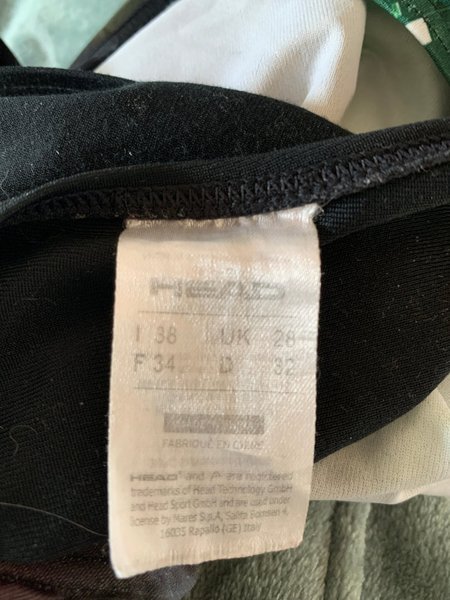 HEAD
I 38 UK 28
F 34 D 32
FABRIQUÉ EN CHINE
HEAD® and are registered
trademarks of Head Technology GmbH
and Head Sport GmbH and are used under
license by Mares S.p.A, Salita Bonsen 4,
16035 Rapallo (GE) Italy